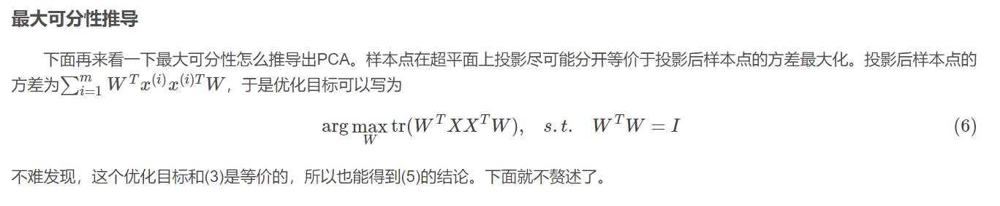 最大可分性推导
下面再来看一下最大可分性怎么推导出PCA。样本点在超平面上投影尽可能分开等价于投影后样本点的方差最大化。投影后样本点的
方差为$\sum_{i=1}^{m} W^T x^{(i)} x^{(i)T} W$，于是优化目标可以写为
$\arg\max_{W} \mathrm{tr}(W^T X X^T W), \quad s.t. \quad W^T W = I$ (6)
不难发现，这个优化目标和(3)是等价的，所以也能得到(5)的结论。下面就不赘述了。